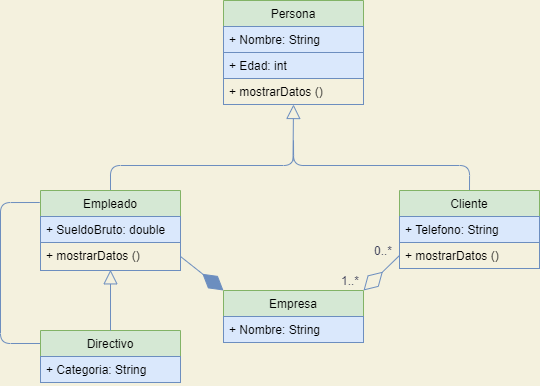 Persona
+ Nombre: String
+ Edad: int
+ mostrarDatos ()
Empleado
+ SueldoBruto: double
+ mostrarDatos ()
Cliente
+ Telefono: String
+ mostrarDatos ()
0..*
1..*
Empresa
+ Nombre: String
Directivo
+ Categoria: String